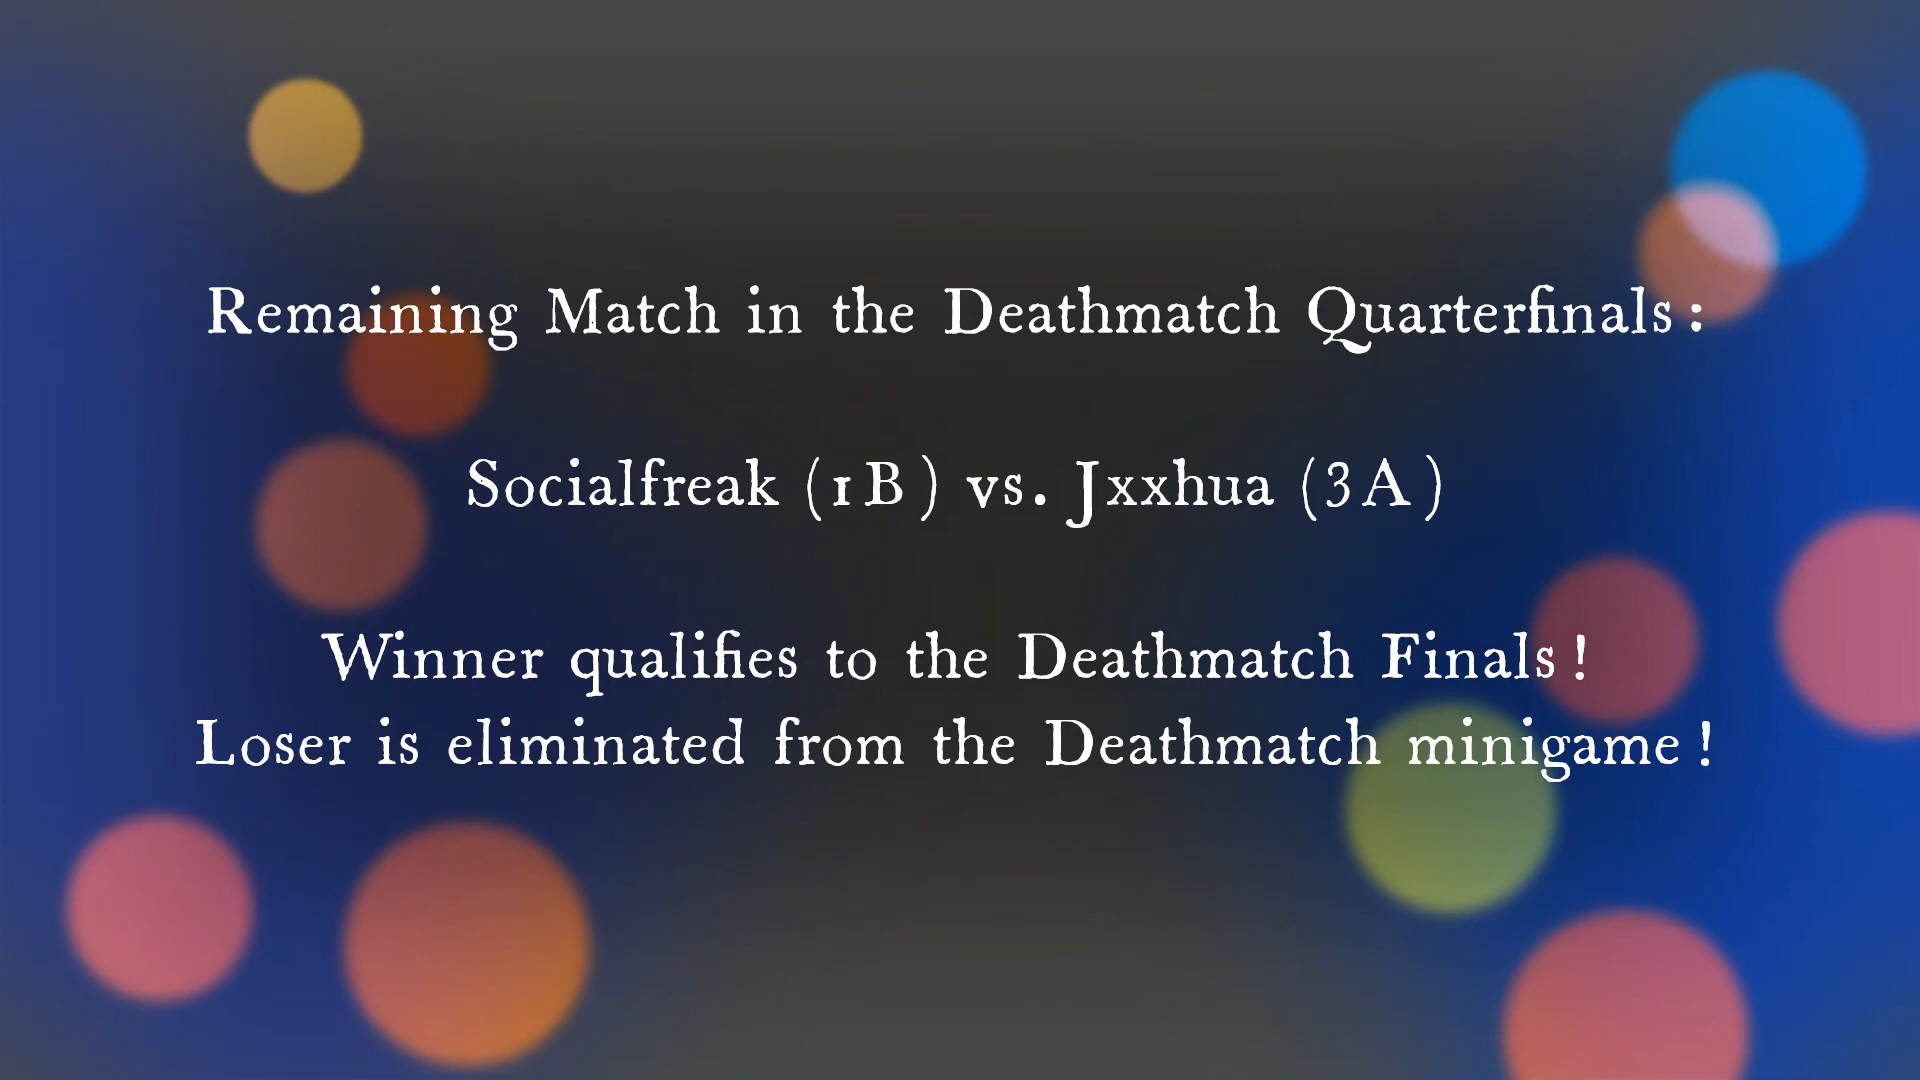 Remaining Match in the Deathmatch Quarterfinals:
Socialfreak (1B) vs. Jxxhua (3A)
Winner qualifies to the Deathmatch Finals!
Loser is eliminated from the Deathmatch minigame!